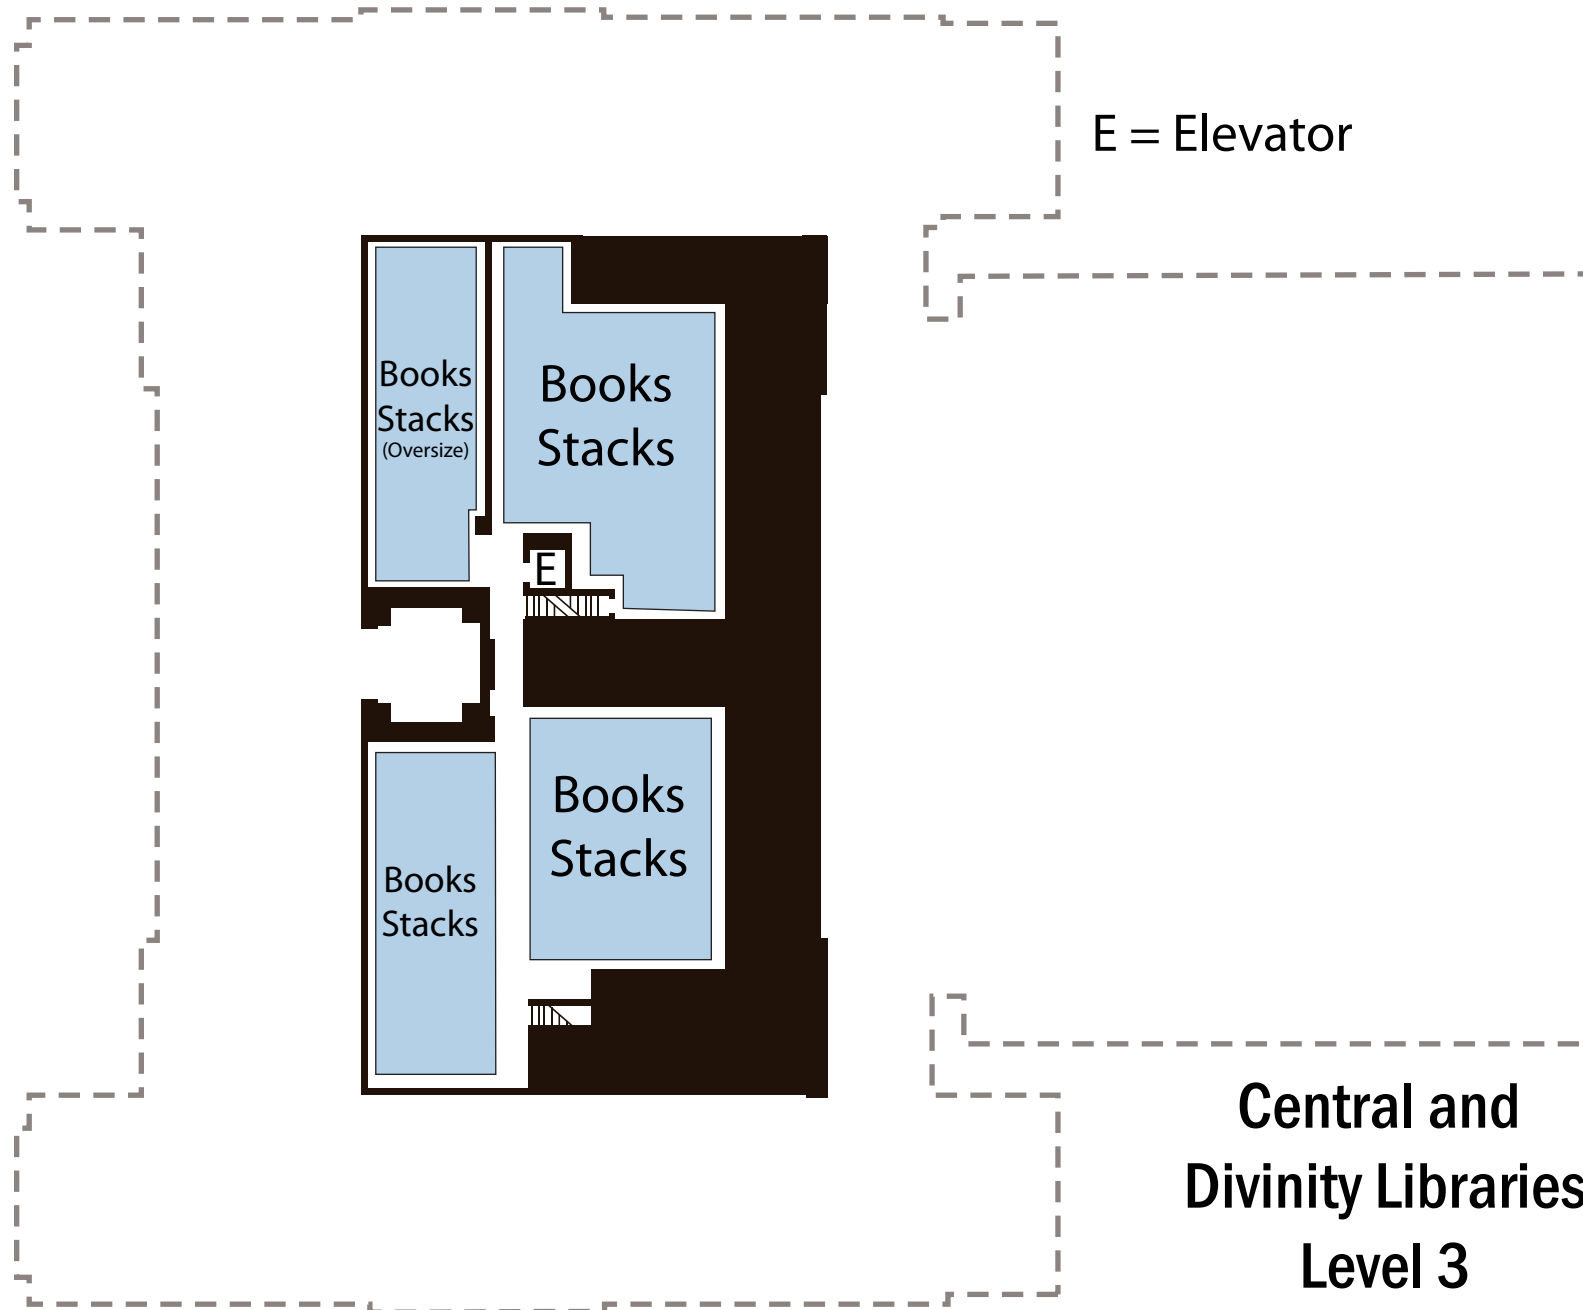 E = Elevator
Books
Stacks
(Oversize)
Books
Stacks
E
Books
Stacks
Books
Stacks
Central and
Divinity Libraries
Level 3